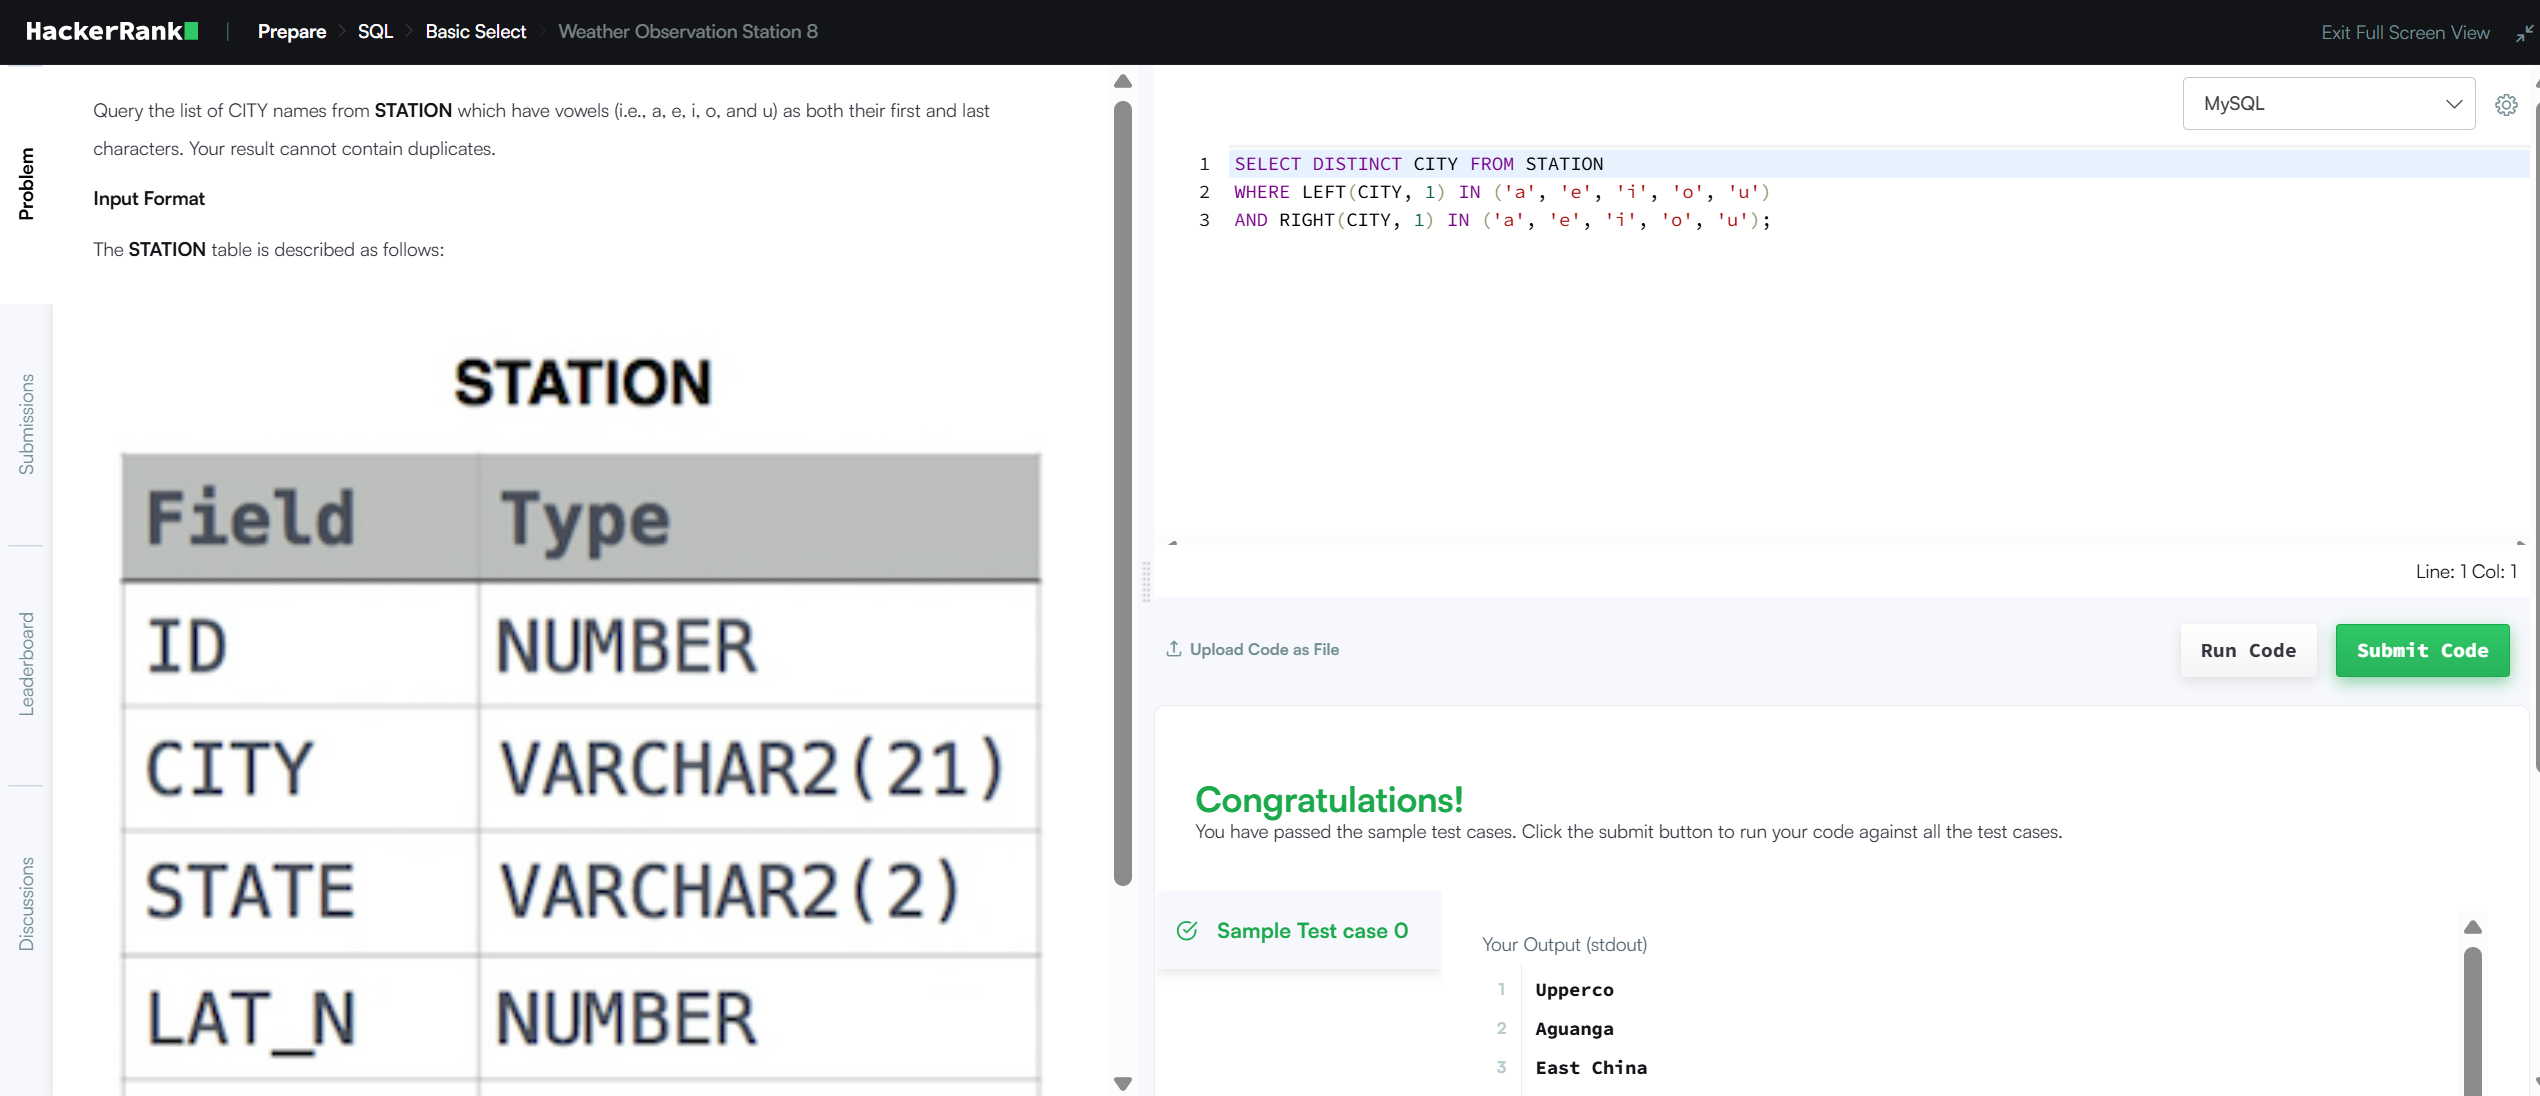 HackerRank | Prepare > SQL > Basic Select > Weather Observation Station 8
Exit Full Screen View
Problem
Submissions
Leaderboard
Discussions
Query the list of CITY names from STATION which have vowels (i.e., a, e, i, o, and u) as both their first and last
characters. Your result cannot contain duplicates.
Input Format
The STATION table is described as follows:
STATION
Field Type
ID NUMBER
CITY VARCHAR2(21)
STATE VARCHAR2(2)
LAT_N NUMBER
MySQL
1 SELECT DISTINCT CITY FROM STATION
2 WHERE LEFT(CITY, 1) IN ('a', 'e', 'i', 'o', 'u')
3 AND RIGHT(CITY, 1) IN ('a', 'e', 'i', 'o', 'u');
Line: 1 Col: 1
Upload Code as File
Run Code
Submit Code
Congratulations!
You have passed the sample test cases. Click the submit button to run your code against all the test cases.
Sample Test case 0
Your Output (stdout)
1 Upperco
2 Aguanga
3 East China